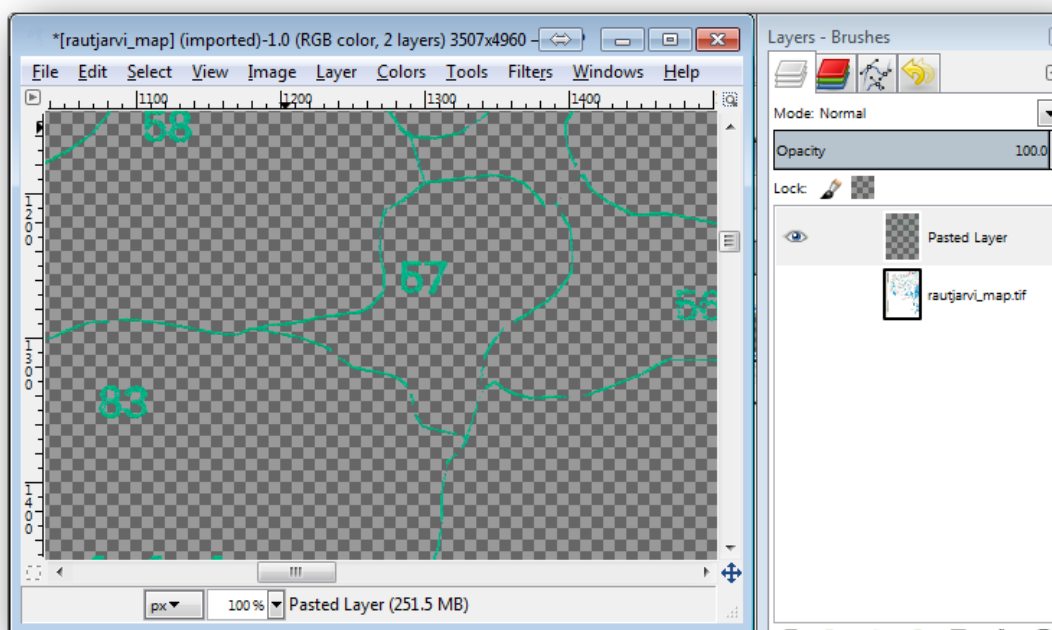 *[rautjarvi_map] (imported)-1.0 (RGB color, 2 layers) 3507x4960 –
File Edit Select View Image Layer Colors Tools Filters Windows Help
1100 1200 1300 1400
58
1200
57
56
1300
83
1400
px 100 % Pasted Layer (251.5 MB)
Layers - Brushes
Mode: Normal
Opacity 100.0
Lock:
Pasted Layer
rautjarvi_map.tif